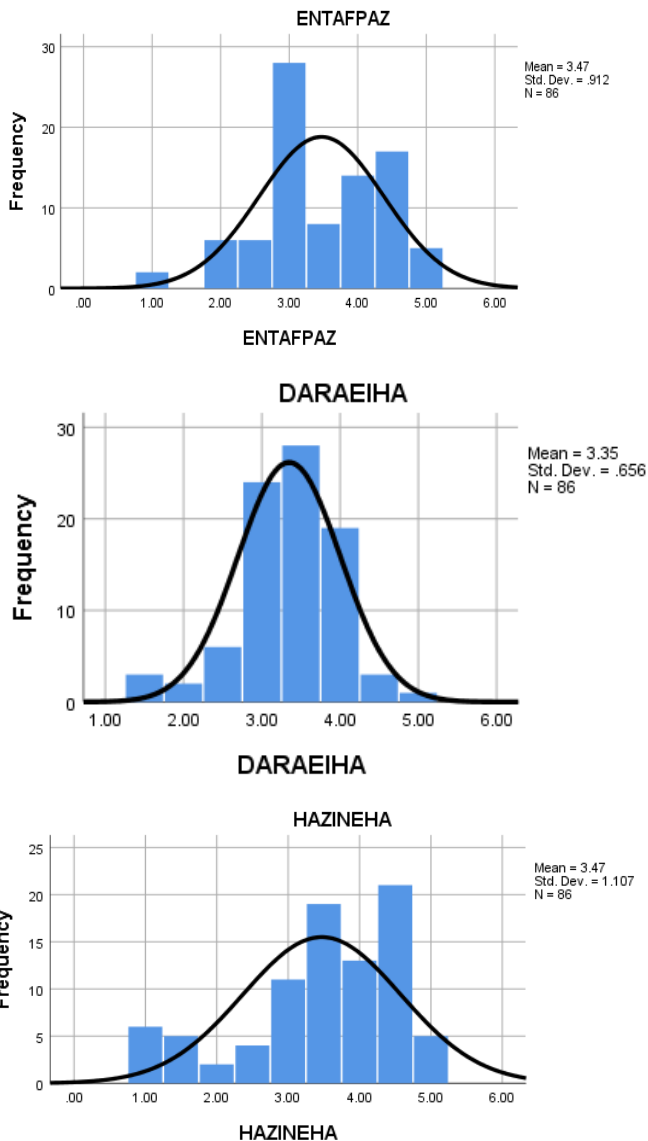 ENTAFPAZ
Mean = 3.47
Std. Dev. = .912
N = 86
Frequency
30
20
10
0
.00 1.00 2.00 3.00 4.00 5.00 6.00
ENTAFPAZ
DARAEIHA
Mean = 3.35
Std. Dev. = .656
N = 86
Frequency
30
20
10
0
1.00 2.00 3.00 4.00 5.00 6.00
DARAEIHA
HAZINEHA
Mean = 3.47
Std. Dev. = 1.107
N = 86
Frequency
25
20
15
10
5
0
.00 1.00 2.00 3.00 4.00 5.00 6.00
HAZINEHA